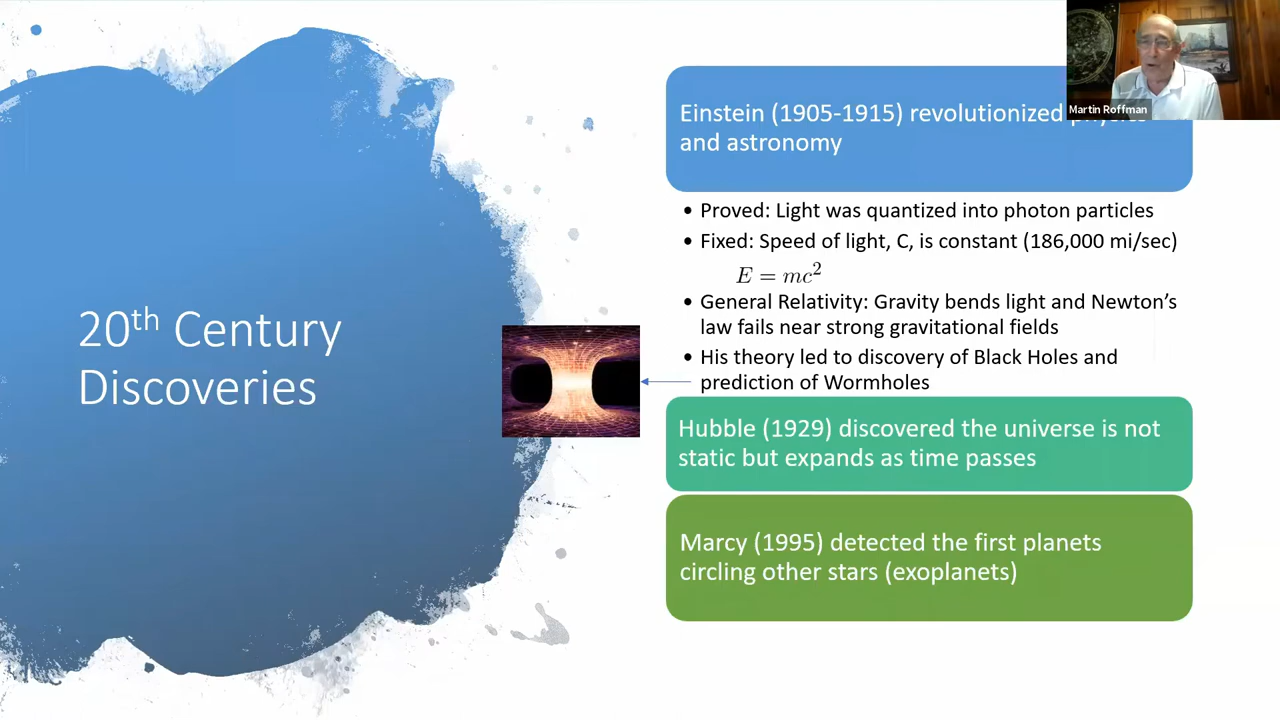 20th Century
Discoveries
Einstein (1905-1915) revolutionized
and astronomy
• Proved: Light was quantized into photon particles
• Fixed: Speed of light, C, is constant (186,000 mi/sec)
E = mc²
• General Relativity: Gravity bends light and Newton’s
law fails near strong gravitational fields
• His theory led to discovery of Black Holes and
prediction of Wormholes
Hubble (1929) discovered the universe is not
static but expands as time passes
Marcy (1995) detected the first planets
circling other stars (exoplanets)
Martin Roffman